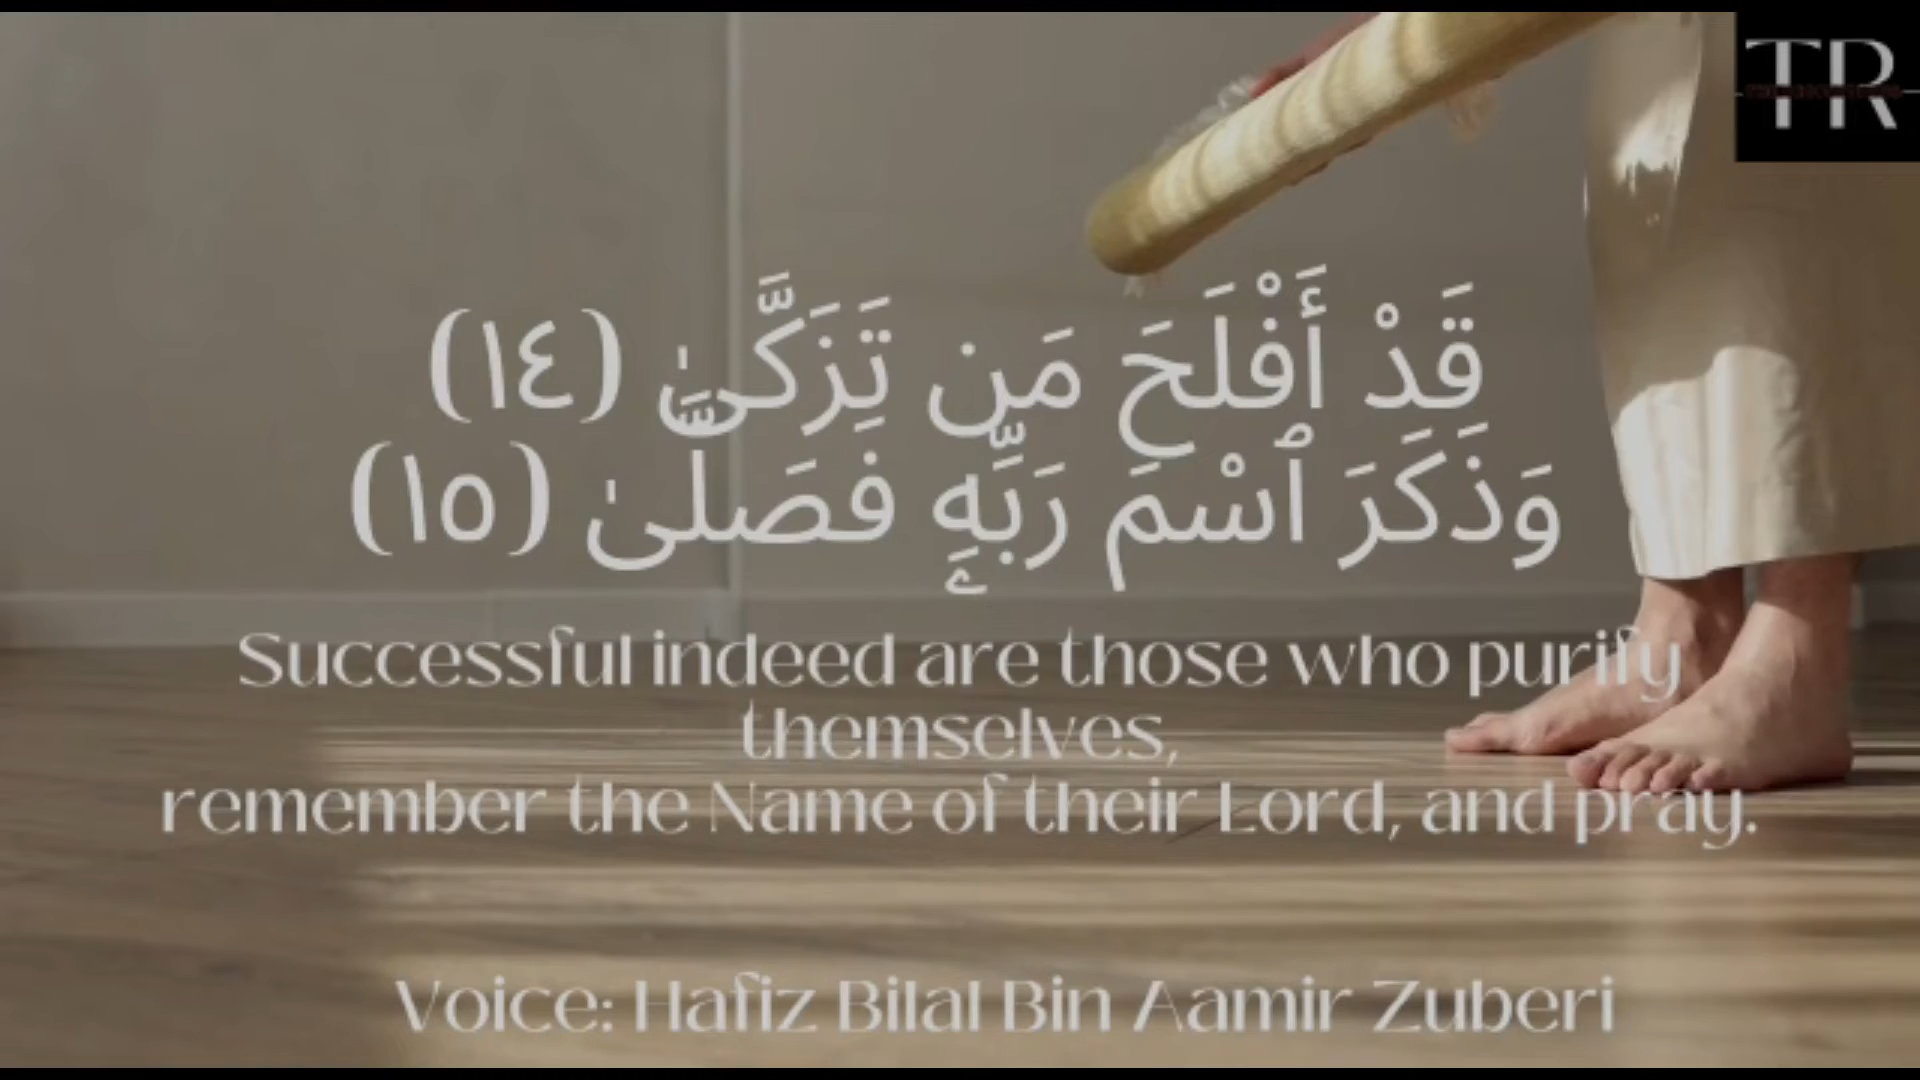 TR
قَدْ أَفْلَحَ مَن تَزَكَّىٰ (١٤)
وَذَكَرَ ٱسْمَ رَبِّهِۦ فَصَلَّىٰ (١٥)
Successful indeed are those who purify
themselves,
remember the Name of their Lord, and pray.
Voice: Hafiz Bilal Bin Aamir Zuberi